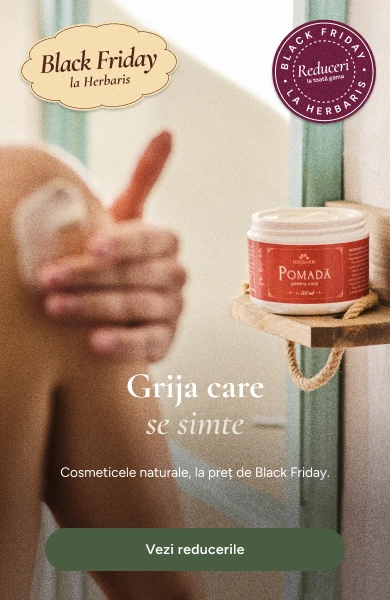 Black Friday
la Herbaris
BLACK FRIDAY
Reduceri
la toată gama
LA HERBARIS
HERBARIS
POMADĂ
pentru corp
200 ml
Grija care
se simte
Cosmeticele naturale, la preț de Black Friday.
Vezi reducerile